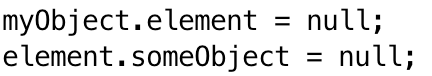 myObject.element = null;
element.someObject = null;